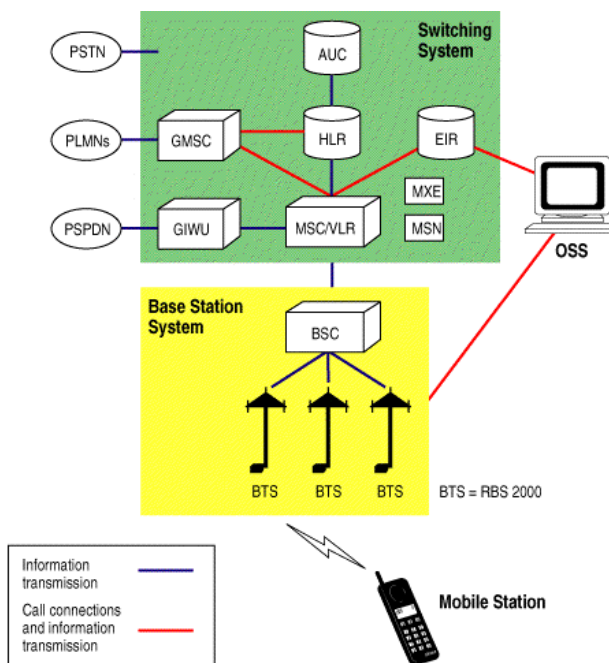 Switching
System
PSTN
AUC
PLMNs
GMSC
HLR
EIR
MXE
PSPDN
GIWU
MSC/VLR
MSN
OSS
Base Station
System
BSC
BTS
BTS
BTS
BTS = RBS 2000
Information
transmission
Call connections
and information
transmission
Mobile Station